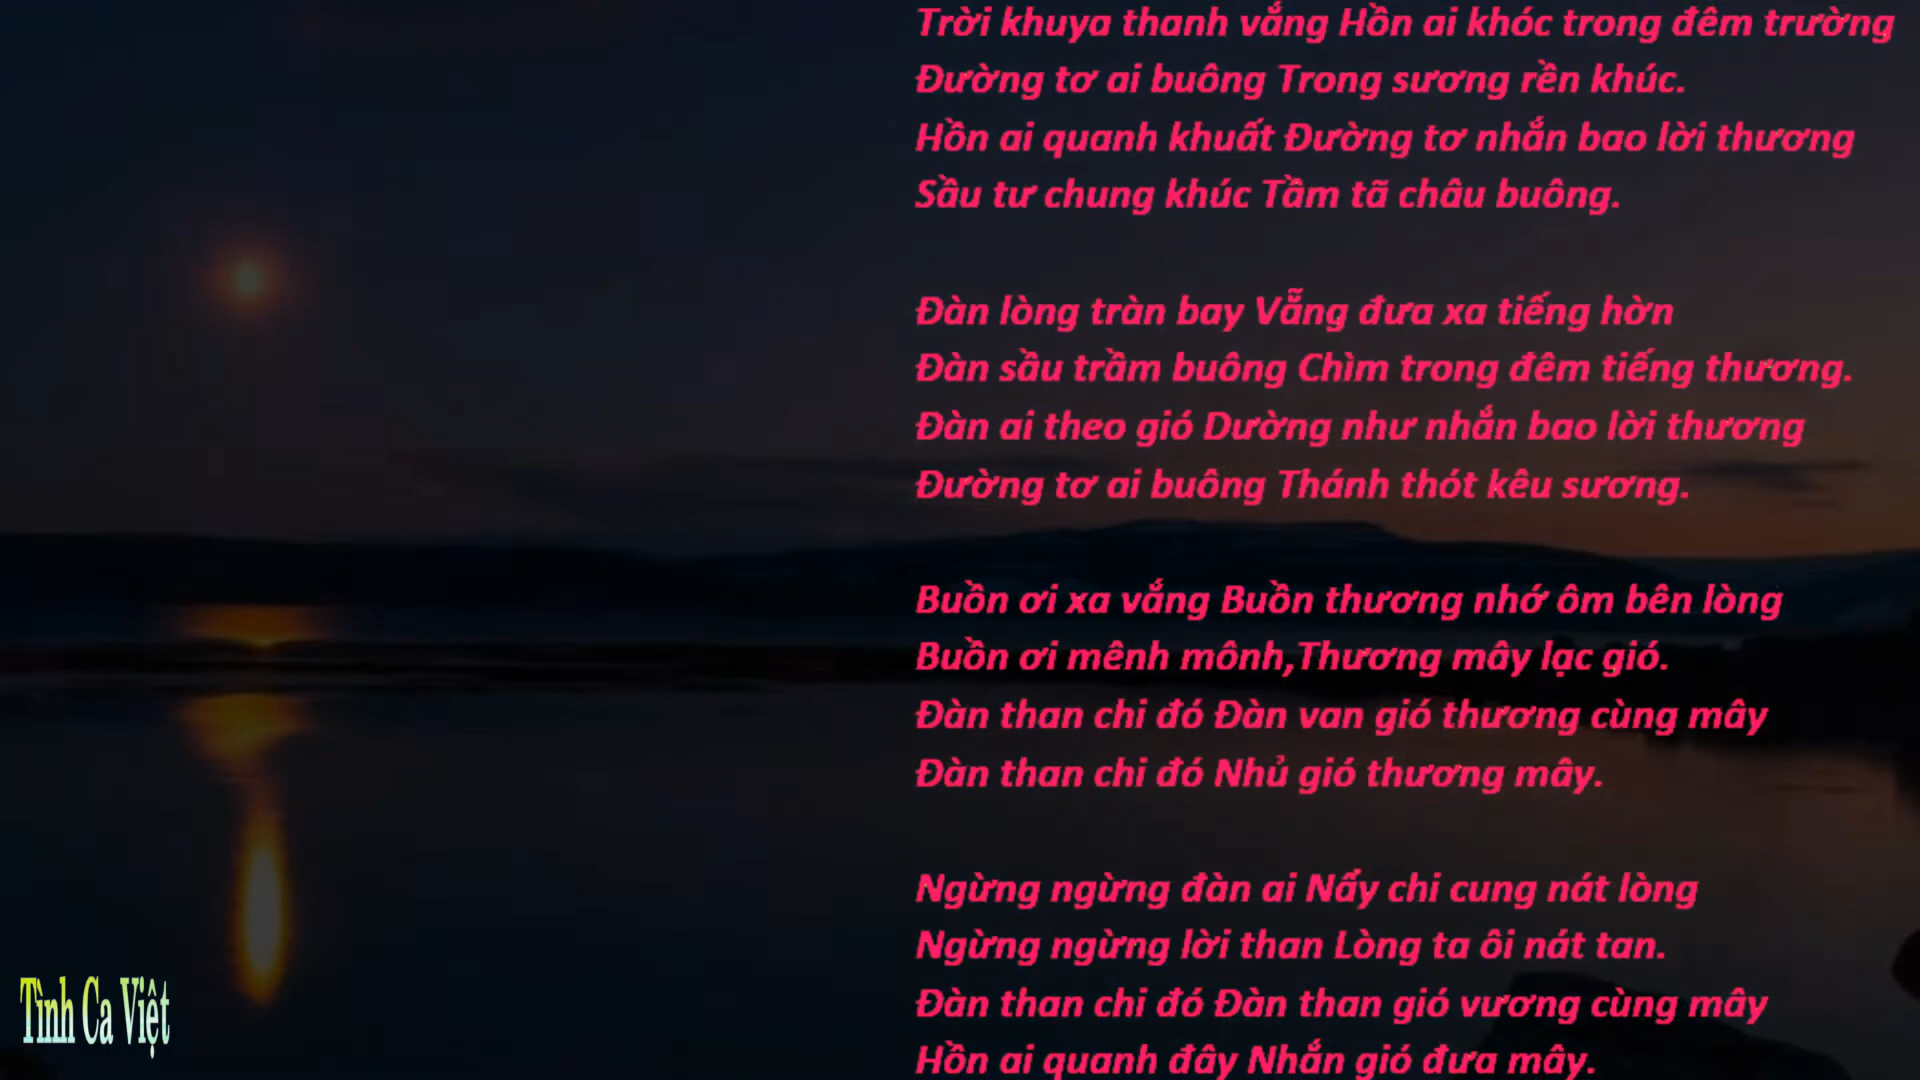 Trời khuya thanh vắng Hồn ai khóc trong đêm trường
Đường tơ ai buông Trong sương rền khúc.
Hồn ai quanh khuất Đường tơ nhắn bao lời thương
Sầu tư chung khúc Tầm tã châu buông.
Đàn lòng tràn bay Vẵng đưa xa tiếng hờn
Đàn sầu trầm buông Chìm trong đêm tiếng thương.
Đàn ai theo gió Dường như nhắn bao lời thương
Đường tơ ai buông Thánh thót kêu sương.
Buồn ơi xa vắng Buồn thương nhớ ôm bên lòng
Buồn ơi mênh mônh,Thương mây lạc gió.
Đàn than chi đó Đàn van gió thương cùng mây
Đàn than chi đó Nhủ gió thương mây.
Ngừng ngừng đàn ai Nẩy chi cung nát lòng
Ngừng ngừng lời than Lòng ta ôi nát tan.
Đàn than chi đó Đàn than gió vương cùng mây
Hồn ai quanh đây Nhắn gió đưa mây.
Tình Ca Việt